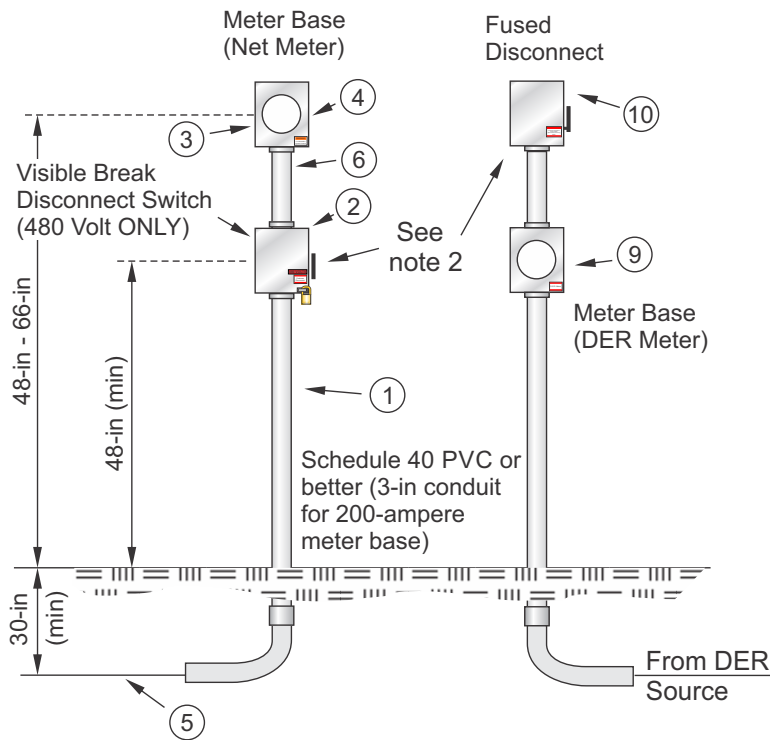 Meter Base
(Net Meter)
Fused
Disconnect
4
10
3
6
Visible Break
Disconnect Switch
(480 Volt ONLY)
2
See
note 2
9
Meter Base
(DER Meter)
48-in - 66-in
48-in (min)
1
Schedule 40 PVC or
better (3-in conduit
for 200-ampere
meter base)
30-in
(min)
From DER
Source
5